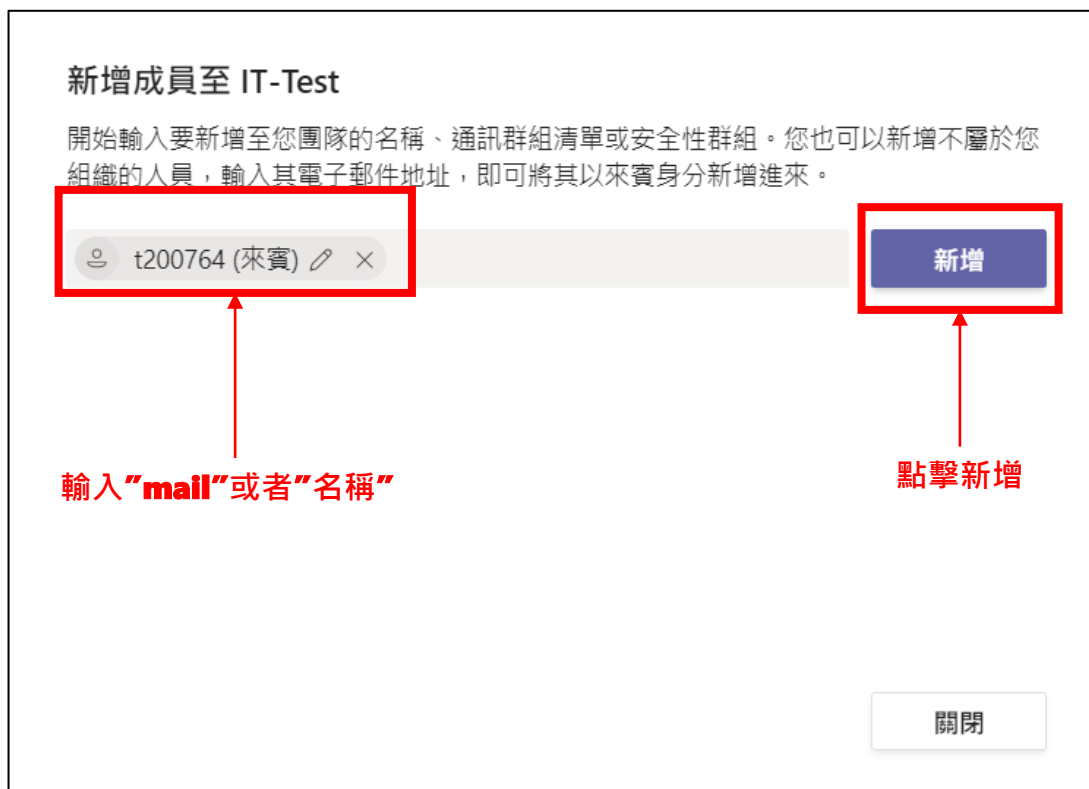 新增成員至 IT-Test
開始輸入要新增至您團隊的名稱、通訊群組清單或安全性群組。您也可以新增不屬於您
組織的人員，輸入其電子郵件地址，即可將其以來賓身分新增進來。
t200764 (來賓)
新增
輸入"mail"或者"名稱"
點擊新增
關閉